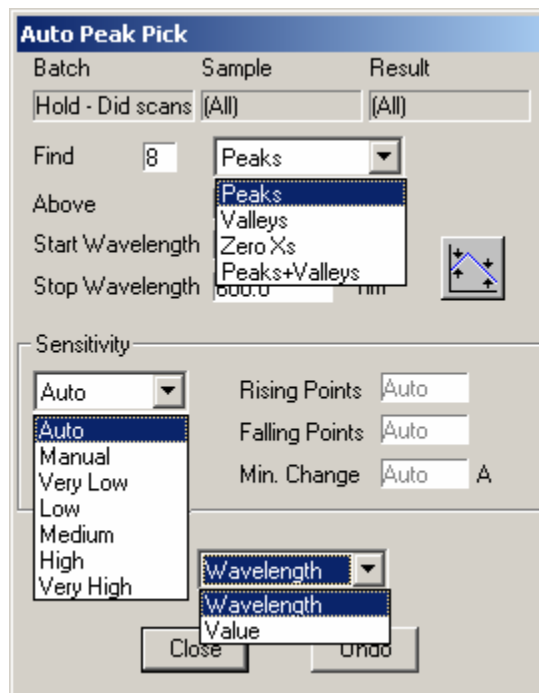 Auto Peak Pick
Batch Sample Result
Hold - Did scans (All) (All)
Find 8 Peaks
Peaks
Above
Valleys
Start Wavelength Zero Xs
Peaks+Valleys
Stop Wavelength 600.0 nm
Sensitivity
Auto Rising Points Auto
Auto Falling Points Auto
Manual
Very Low Min. Change Auto A
Low
Medium
High
Very High
Wavelength
Wavelength
Value
Close Undo